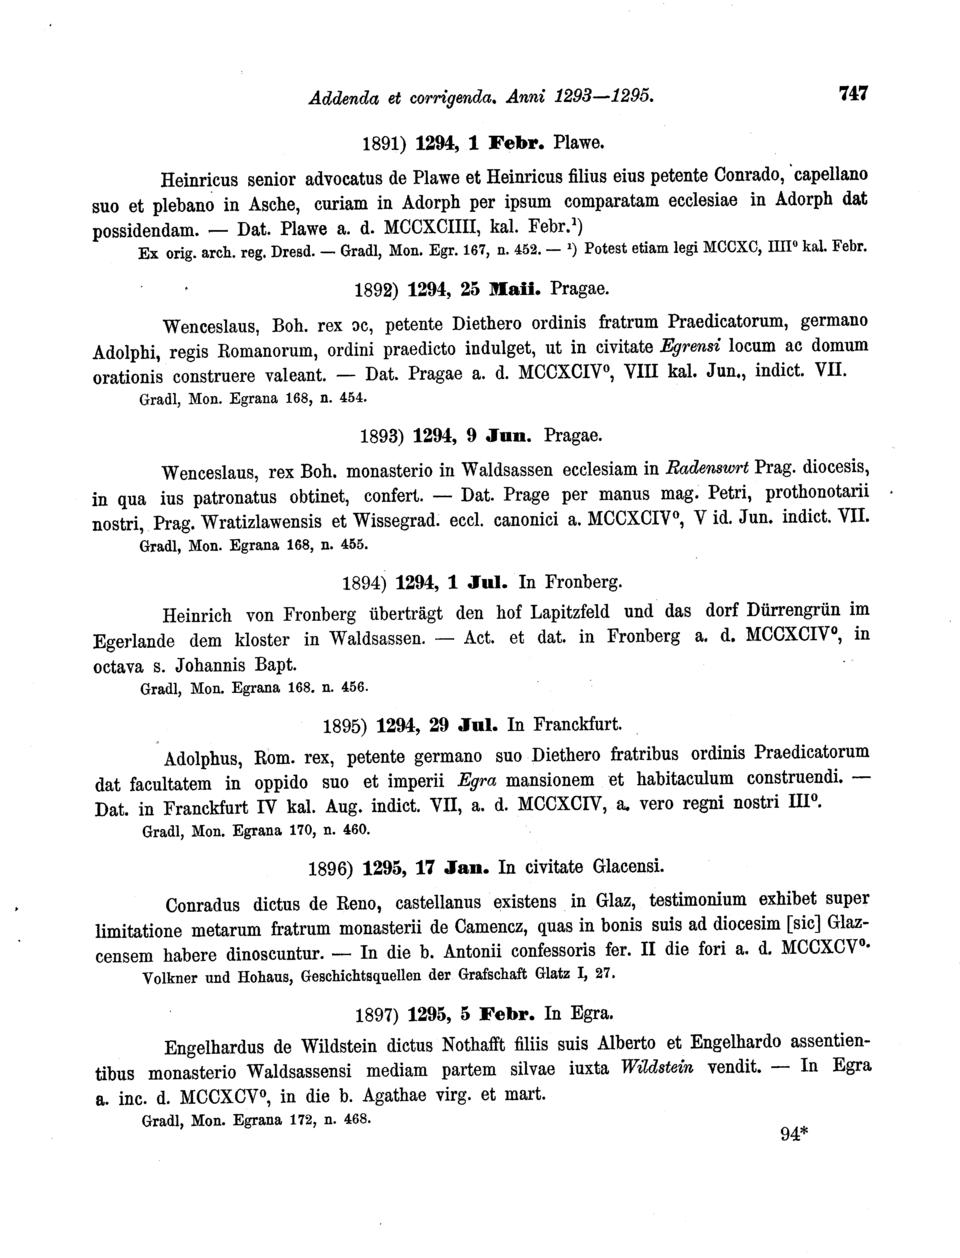 Addenda et corrigenda. Anni 1293—1295. 747
1891) 1294, 1 Febr. Plawe.
Heinricus senior advocatus de Plawe et Heinricus filius eius petente Conrado, capellano
suo et plebano in Asche, curiam in Adorph per ipsum comparatam ecclesiae in Adorph dat
possidendam. — Dat. Plawe a. d. MCCXCIIII, kal. Febr.¹)
Ex orig. arch. reg. Dresd. — Gradl, Mon. Egr. 167, n. 452. — ¹) Potest etiam legi MCCXC, IIII⁰ kal. Febr.
1892) 1294, 25 Maii. Pragae.
Wenceslaus, Boh. rex ɔc, petente Diethero ordinis fratrum Praedicatorum, germano
Adolphi, regis Romanorum, ordini praedicto indulget, ut in civitate Egrensi locum ac domum
orationis construere valeant. — Dat. Pragae a. d. MCCXCIV⁰, VIII kal. Jun., indict. VII.
Gradl, Mon. Egrana 168, n. 454.
1893) 1294, 9 Jun. Pragae.
Wenceslaus, rex Boh. monasterio in Waldsassen ecclesiam in Radenswrt Prag. diocesis,
in qua ius patronatus obtinet, confert. — Dat. Prage per manus mag. Petri, prothonotarii
nostri, Prag. Wratizlawensis et Wissegrad. eccl. canonici a. MCCXCIV⁰, V id. Jun. indict. VII.
Gradl, Mon. Egrana 168, n. 455.
1894) 1294, 1 Jul. In Fronberg.
Heinrich von Fronberg überträgt den hof Lapitzfeld und das dorf Dürrengrün im
Egerlande dem kloster in Waldsassen. — Act. et dat. in Fronberg a. d. MCCXCIV⁰, in
octava s. Johannis Bapt.
Gradl, Mon. Egrana 168. n. 456.
1895) 1294, 29 Jul. In Franckfurt.
Adolphus, Rom. rex, petente germano suo Diethero fratribus ordinis Praedicatorum
dat facultatem in oppido suo et imperii Egra mansionem et habitaculum construendi. —
Dat. in Franckfurt IV kal. Aug. indict. VII, a. d. MCCXCIV, a. vero regni nostri III⁰.
Gradl, Mon. Egrana 170, n. 460.
1896) 1295, 17 Jan. In civitate Glacensi.
Conradus dictus de Reno, castellanus existens in Glaz, testimonium exhibet super
limitatione metarum fratrum monasterii de Camencz, quas in bonis suis ad diocesim [sic] Glaz-
censem habere dinoscuntur. — In die b. Antonii confessoris fer. II die fori a. d. MCCXCV⁰.
Volkner und Hohaus, Geschichtsquellen der Grafschaft Glatz I, 27.
1897) 1295, 5 Febr. In Egra.
Engelhardus de Wildstein dictus Nothafft filiis suis Alberto et Engelhardo assentien-
tibus monasterio Waldsassensi mediam partem silvae iuxta Wildstein vendit. — In Egra
a. inc. d. MCCXCV⁰, in die b. Agathae virg. et mart.
Gradl, Mon. Egrana 172, n. 468.
94*